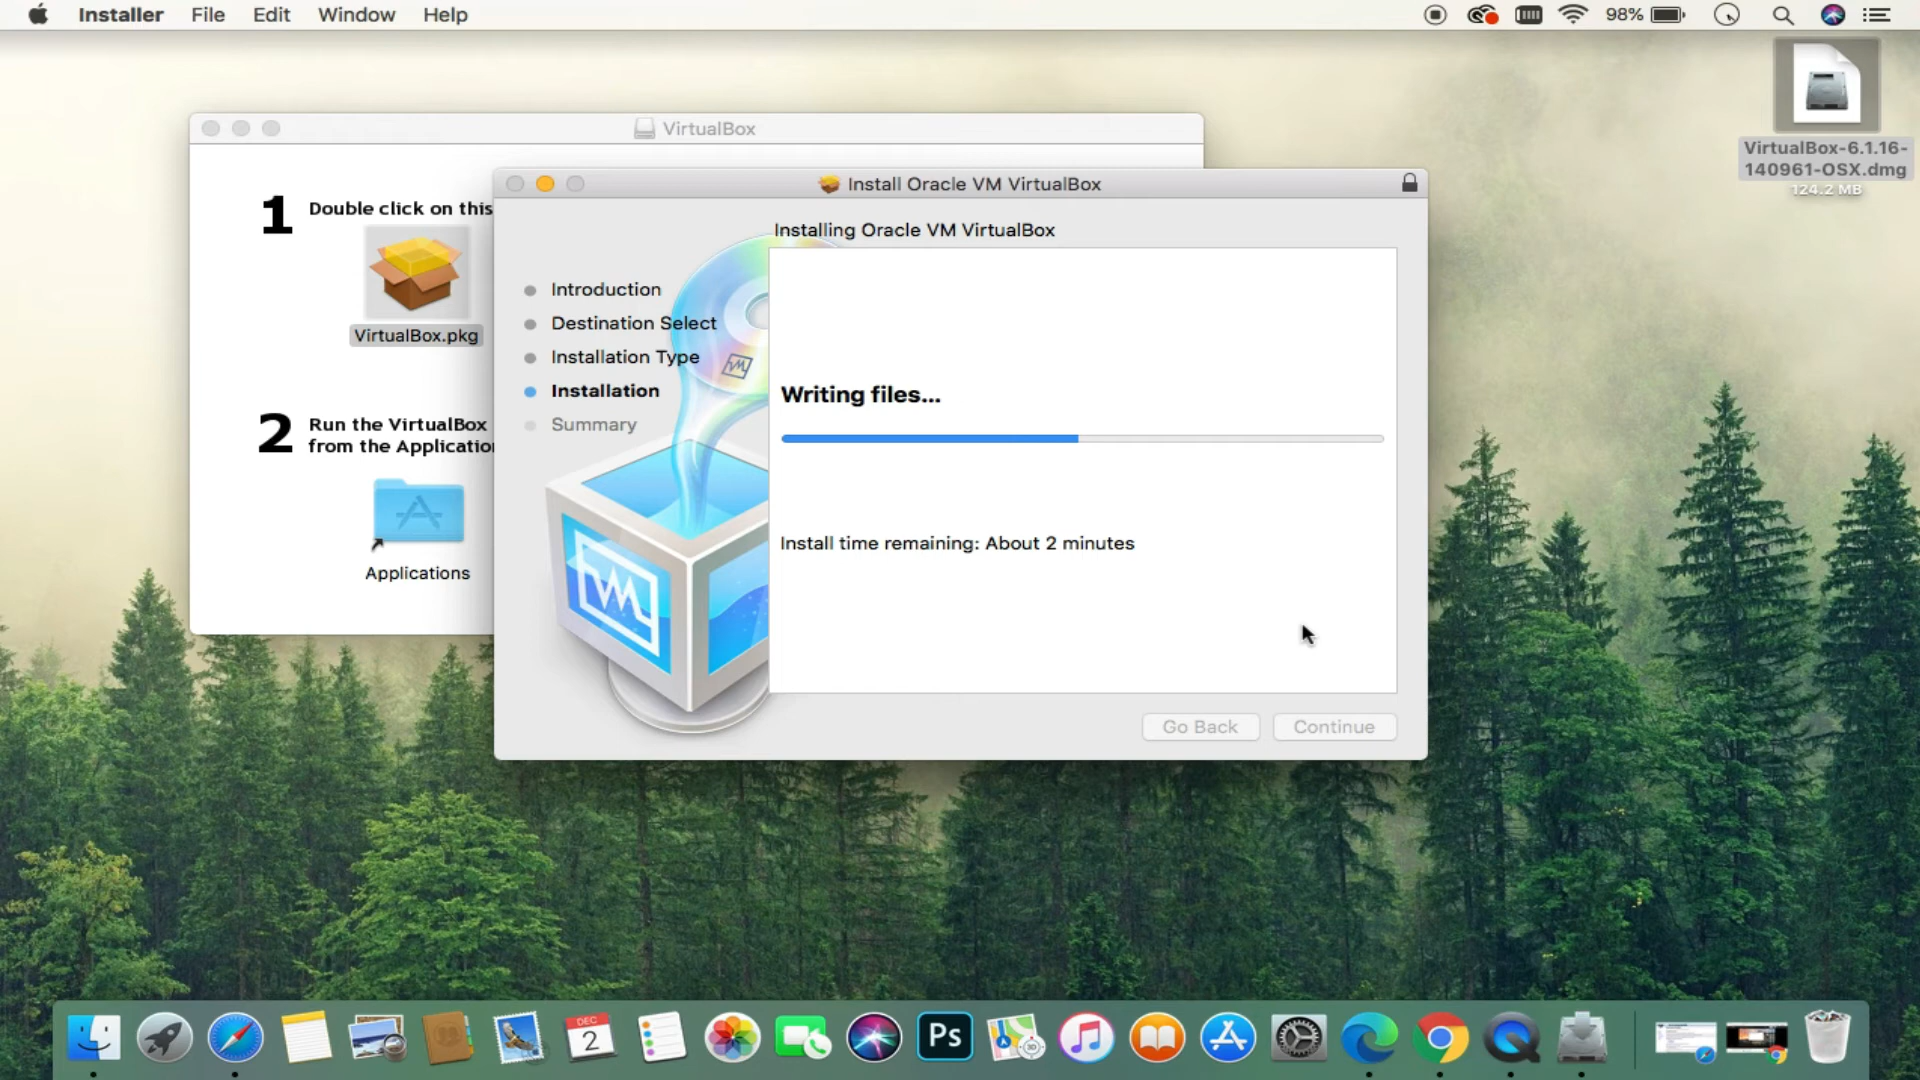 Installer File Edit Window Help 98%
VirtualBox
VirtualBox-6.1.16-
140961-OSX.dmg
124.2 MB
1 Double click on this
VirtualBox.pkg
2 Run the VirtualBox
from the Application
Applications
Install Oracle VM VirtualBox
Installing Oracle VM VirtualBox
Introduction
Destination Select
Installation Type
Installation
Summary
Writing files...
Install time remaining: About 2 minutes
Go Back Continue
DEC
2
Ps
3D